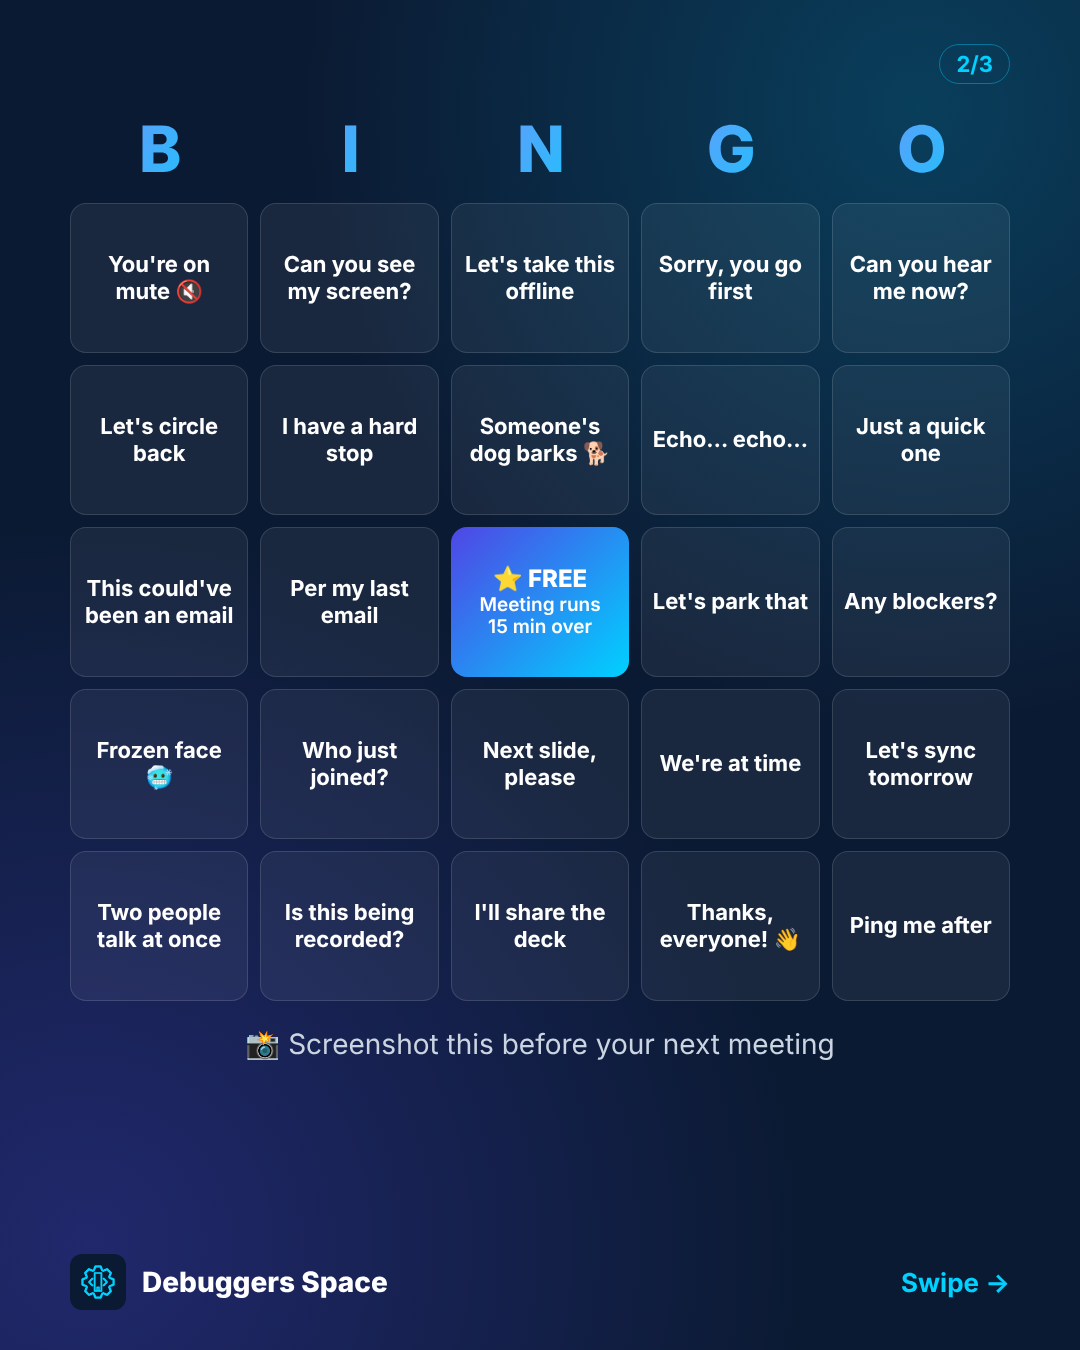 2/3
B I N G O
You're on
mute 🔇
Can you see
my screen?
Let's take this
offline
Sorry, you go
first
Can you hear
me now?
Let's circle
back
I have a hard
stop
Someone's
dog barks 🐕
Echo... echo...
Just a quick
one
This could've
been an email
Per my last
email
⭐ FREE
Meeting runs
15 min over
Let's park that
Any blockers?
Frozen face
🥶
Who just
joined?
Next slide,
please
We're at time
Let's sync
tomorrow
Two people
talk at once
Is this being
recorded?
I'll share the
deck
Thanks,
everyone! 👋
Ping me after
📸 Screenshot this before your next meeting
Debuggers Space
Swipe →